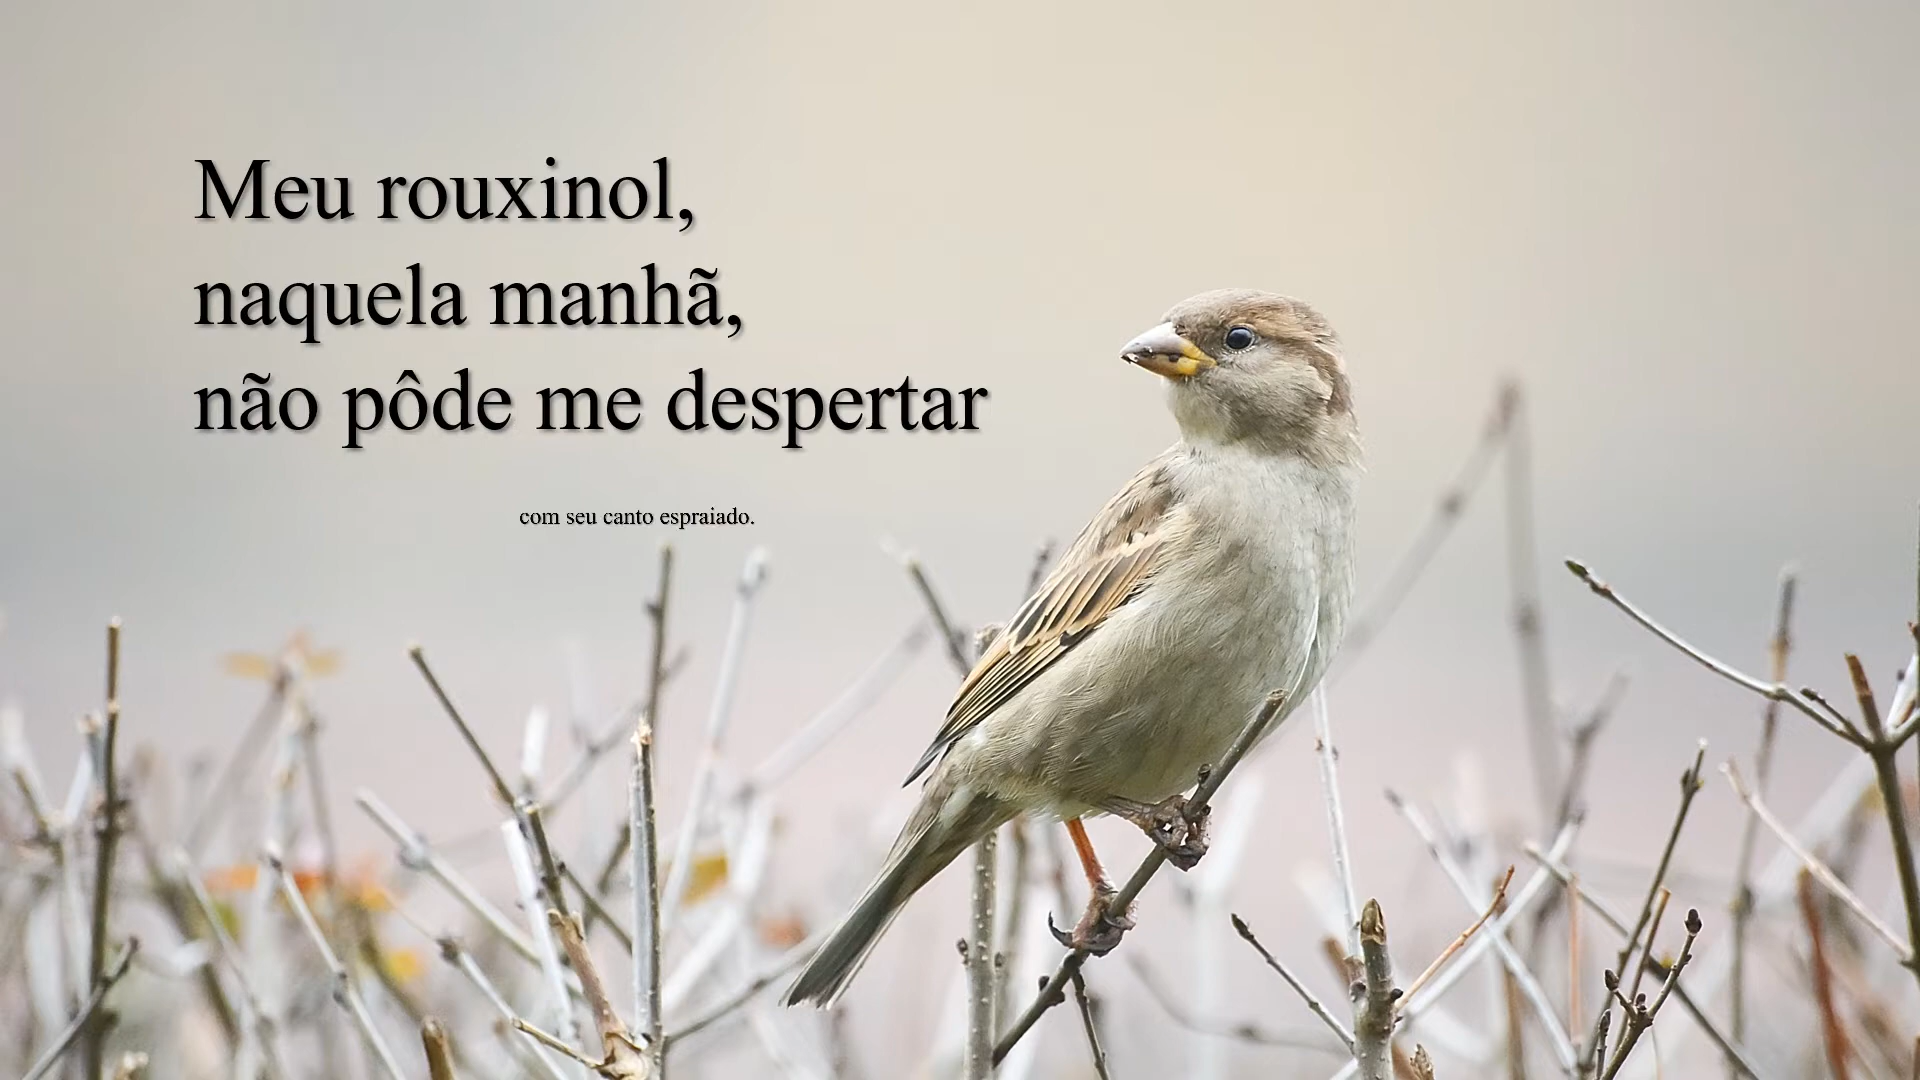 Meu rouxinol,
naquela manhã,
não pôde me despertar
com seu canto espraiado.